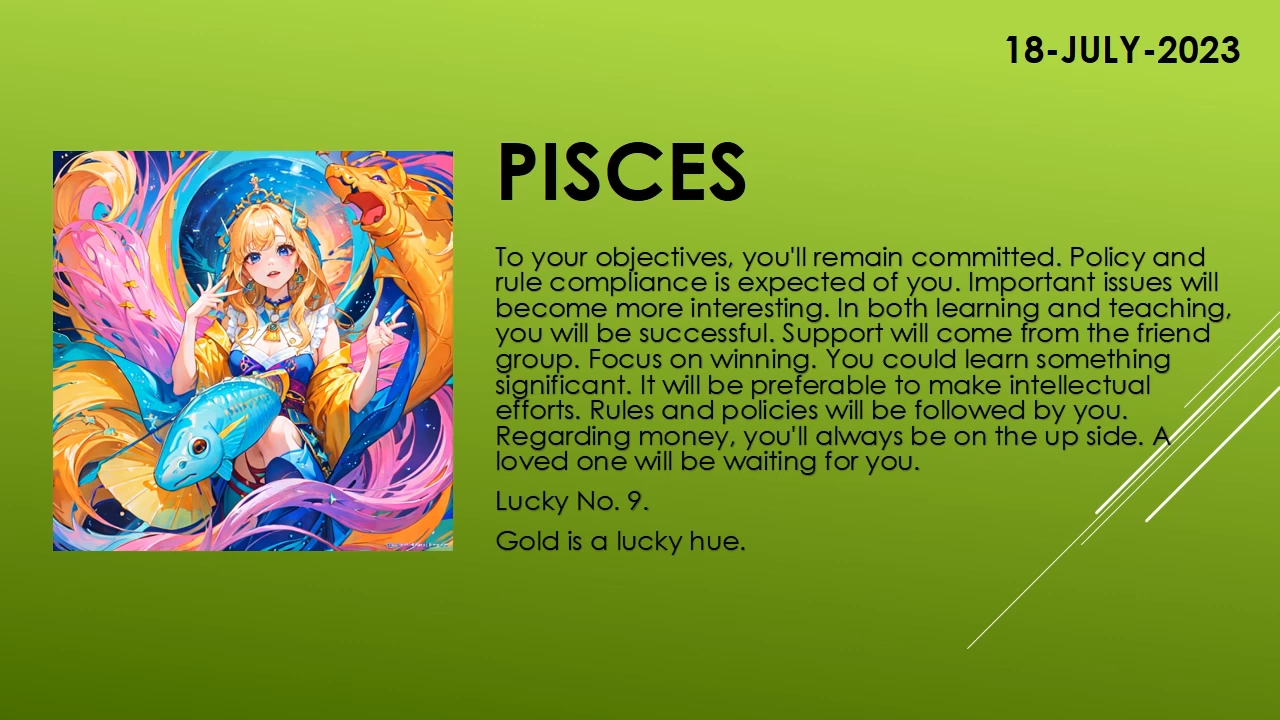 18-JULY-2023
PISCES
To your objectives, you'll remain committed. Policy and
rule compliance is expected of you. Important issues will
become more interesting. In both learning and teaching,
you will be successful. Support will come from the friend
group. Focus on winning. You could learn something
significant. It will be preferable to make intellectual
efforts. Rules and policies will be followed by you.
Regarding money, you'll always be on the up side. A
loved one will be waiting for you.
Lucky No. 9.
Gold is a lucky hue.